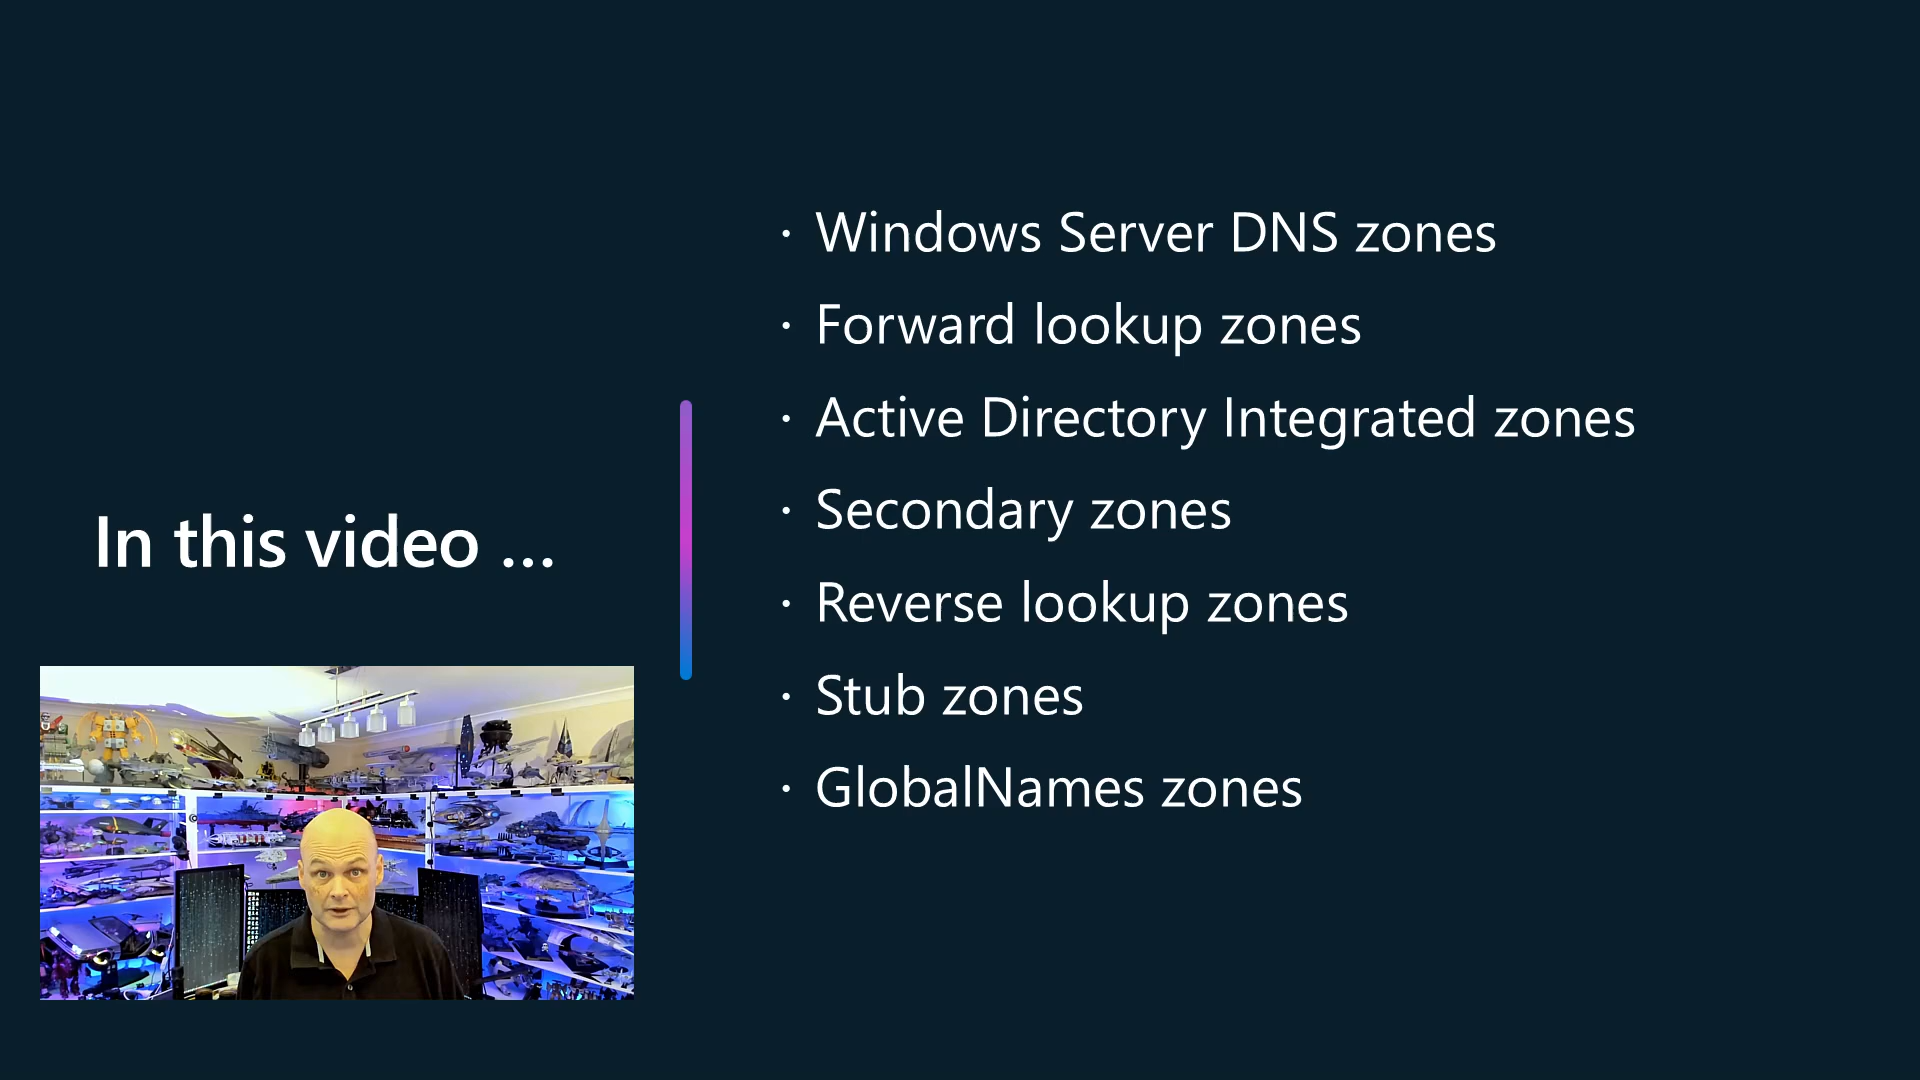 In this video ...
· Windows Server DNS zones
· Forward lookup zones
· Active Directory Integrated zones
· Secondary zones
· Reverse lookup zones
· Stub zones
· GlobalNames zones